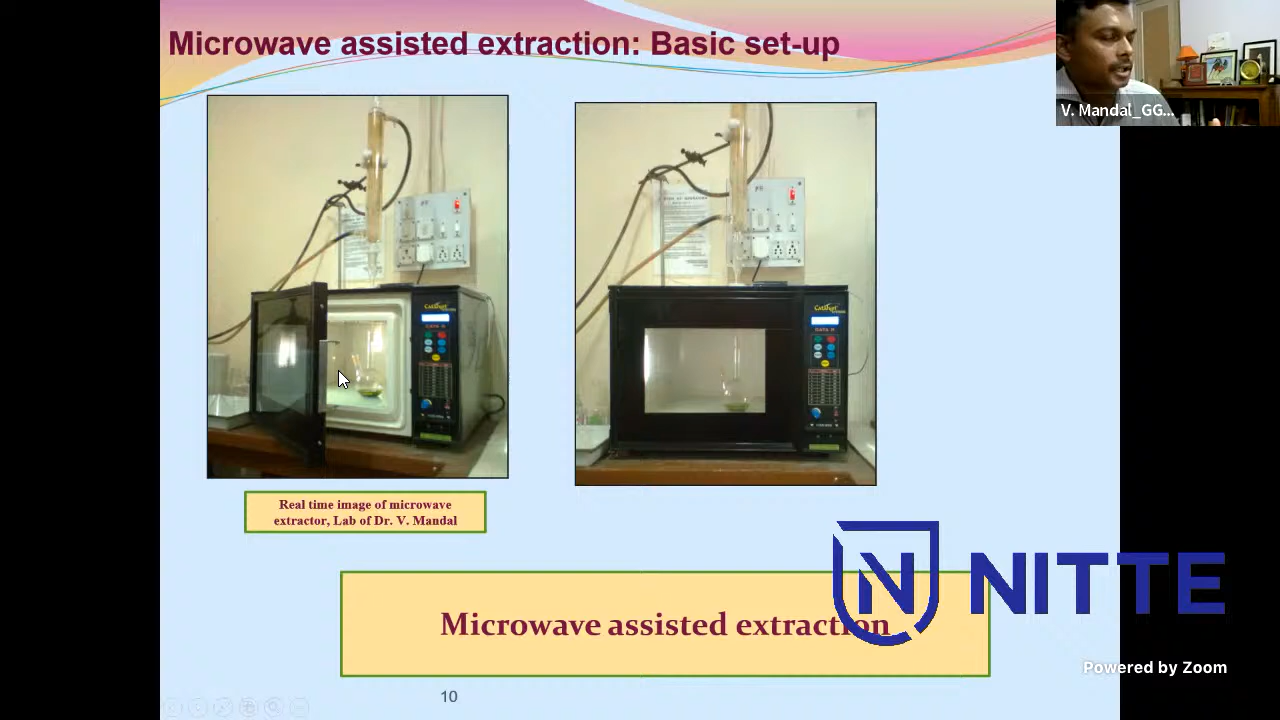 Microwave assisted extraction: Basic set-up
V. Mandal_GG...
Real time image of microwave
extractor, Lab of Dr. V. Mandal
Microwave assisted extraction
N NITTE
Powered by Zoom
10